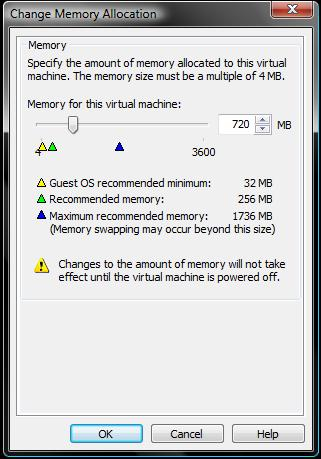 Change Memory Allocation
Memory
Specify the amount of memory allocated to this virtual
machine. The memory size must be a multiple of 4 MB.
Memory for this virtual machine:
720 MB
4 3600
Guest OS recommended minimum: 32 MB
Recommended memory: 256 MB
Maximum recommended memory: 1736 MB
(Memory swapping may occur beyond this size)
Changes to the amount of memory will not take
effect until the virtual machine is powered off.
OK Cancel Help